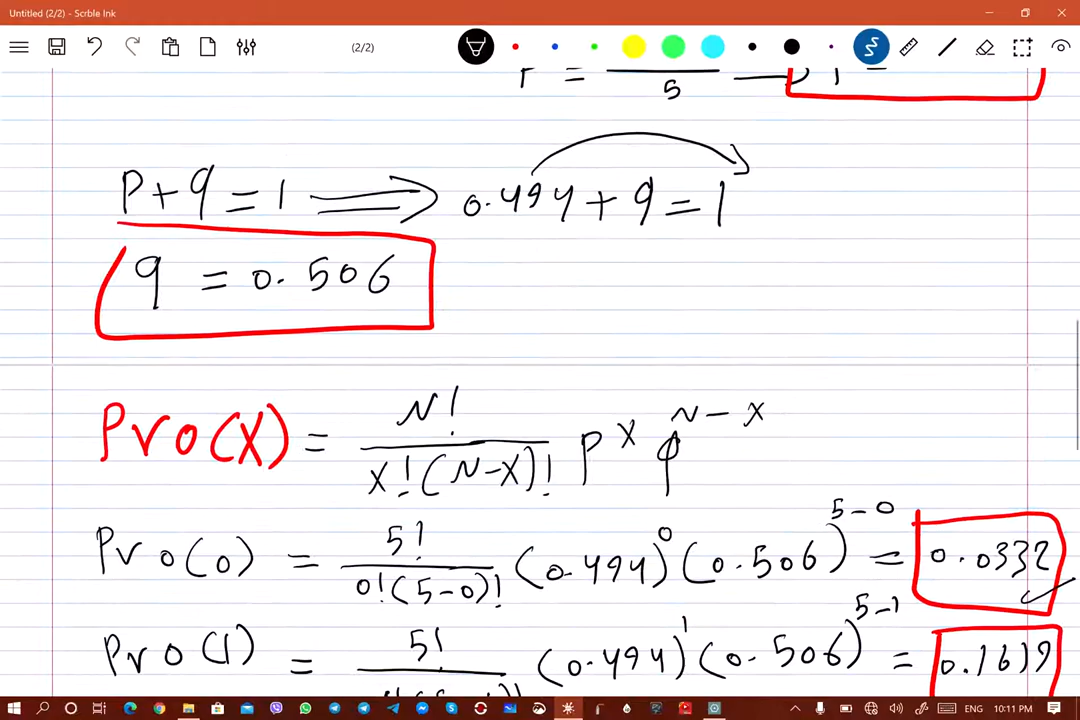 Untitled (2/2) - Scrble Ink
(2/2)
5
P+q=1 ⟹ 0.494+q=1
q = 0.506
Pro(X) = N! / X!(N-X)! P^X q^N-X
Pro(0) = 5! / 0!(5-0)! (0.494)^0 (0.506)^5-0 = 0.0332
Pro(1) = 5! (0.494)^1 (0.506)^5-1 = 0.1619
10:11 PM